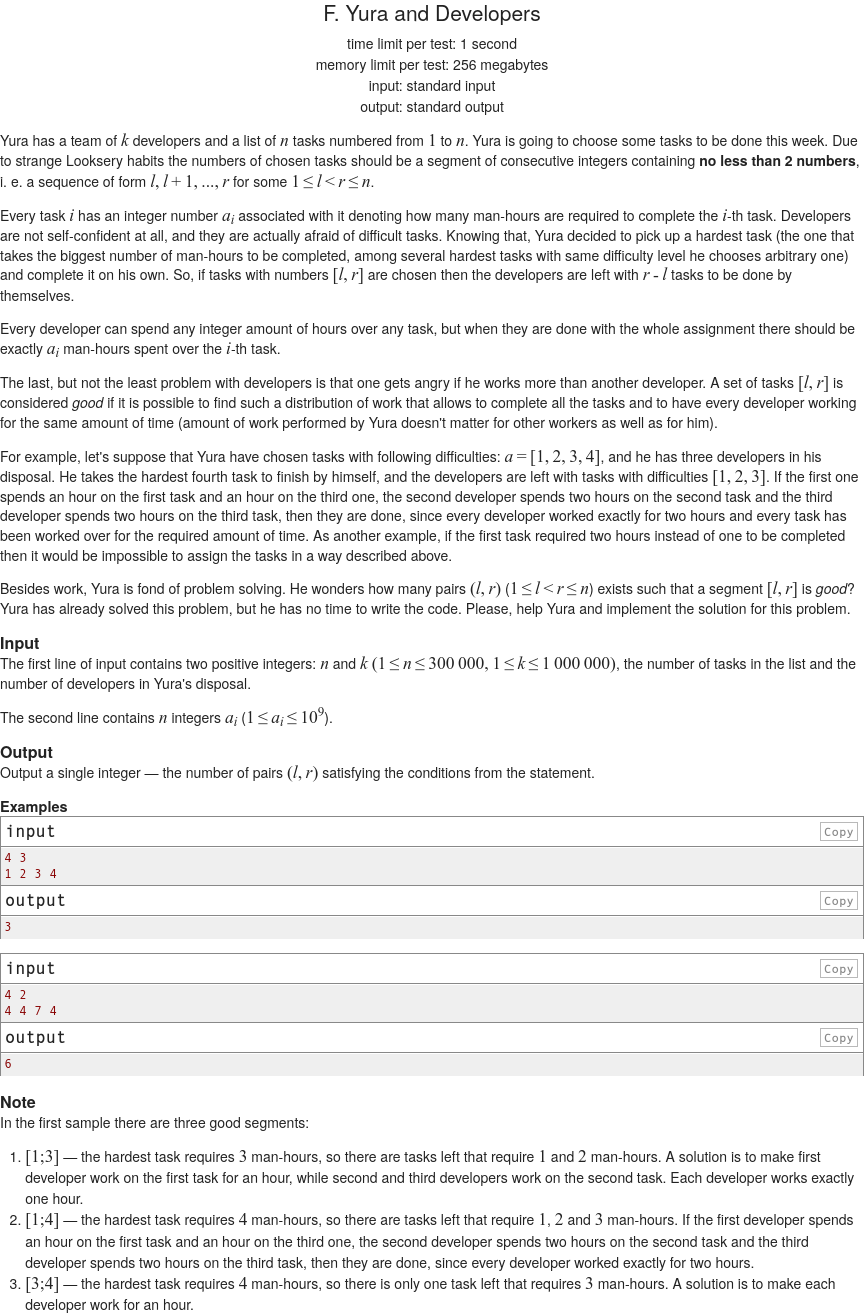 F. Yura and Developers
time limit per test: 1 second
memory limit per test: 256 megabytes
input: standard input
output: standard output
Yura has a team of k developers and a list of n tasks numbered from 1 to n. Yura is going to choose some tasks to be done this week. Due
to strange Looksery habits the numbers of chosen tasks should be a segment of consecutive integers containing no less than 2 numbers,
i. e. a sequence of form l, l + 1, ..., r for some 1 ≤ l < r ≤ n.
Every task i has an integer number a_i associated with it denoting how many man-hours are required to complete the i-th task. Developers
are not self-confident at all, and they are actually afraid of difficult tasks. Knowing that, Yura decided to pick up a hardest task (the one that
takes the biggest number of man-hours to be completed, among several hardest tasks with same difficulty level he chooses arbitrary one)
and complete it on his own. So, if tasks with numbers [l, r] are chosen then the developers are left with r - l tasks to be done by
themselves.
Every developer can spend any integer amount of hours over any task, but when they are done with the whole assignment there should be
exactly a_i man-hours spent over the i-th task.
The last, but not the least problem with developers is that one gets angry if he works more than another developer. A set of tasks [l, r] is
considered good if it is possible to find such a distribution of work that allows to complete all the tasks and to have every developer working
for the same amount of time (amount of work performed by Yura doesn't matter for other workers as well as for him).
For example, let's suppose that Yura have chosen tasks with following difficulties: a = [1, 2, 3, 4], and he has three developers in his
disposal. He takes the hardest fourth task to finish by himself, and the developers are left with tasks with difficulties [1, 2, 3]. If the first one
spends an hour on the first task and an hour on the third one, the second developer spends two hours on the second task and the third
developer spends two hours on the third task, then they are done, since every developer worked exactly for two hours and every task has
been worked over for the required amount of time. As another example, if the first task required two hours instead of one to be completed
then it would be impossible to assign the tasks in a way described above.
Besides work, Yura is fond of problem solving. He wonders how many pairs (l, r) (1 ≤ l < r ≤ n) exists such that a segment [l, r] is good?
Yura has already solved this problem, but he has no time to write the code. Please, help Yura and implement the solution for this problem.
Input
The first line of input contains two positive integers: n and k (1 ≤ n ≤ 300 000, 1 ≤ k ≤ 1 000 000), the number of tasks in the list and the
number of developers in Yura's disposal.
The second line contains n integers a_i (1 ≤ a_i ≤ 10^9).
Output
Output a single integer — the number of pairs (l, r) satisfying the conditions from the statement.
Examples
input Copy
4 3
1 2 3 4
output Copy
3
input Copy
4 2
4 4 7 4
output Copy
6
Note
In the first sample there are three good segments:
1. [1;3] — the hardest task requires 3 man-hours, so there are tasks left that require 1 and 2 man-hours. A solution is to make first
developer work on the first task for an hour, while second and third developers work on the second task. Each developer works exactly
one hour.
2. [1;4] — the hardest task requires 4 man-hours, so there are tasks left that require 1, 2 and 3 man-hours. If the first developer spends
an hour on the first task and an hour on the third one, the second developer spends two hours on the second task and the third
developer spends two hours on the third task, then they are done, since every developer worked exactly for two hours.
3. [3;4] — the hardest task requires 4 man-hours, so there is only one task left that requires 3 man-hours. A solution is to make each
developer work for an hour.